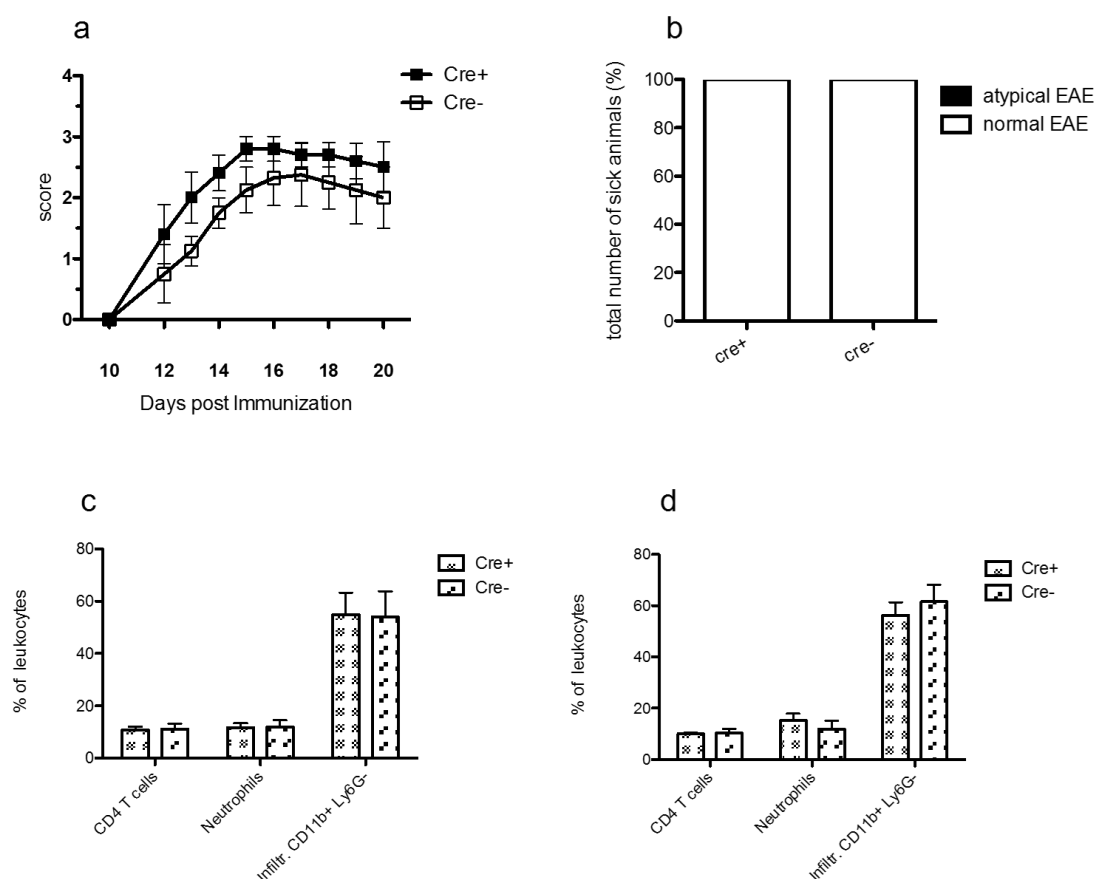 a
Cre+
Cre-
4
3
2
1
0
score
10 12 14 16 18 20
Days post Immunization
b
100
80
60
40
20
0
total number of sick animals (%)
atypical EAE
normal EAE
cre+
cre-
c
80
60
40
20
0
% of leukocytes
Cre+
Cre-
CD4 T cells
Neutrophils
Infiltr. CD11b+ Ly6G-
d
80
60
40
20
0
% of leukocytes
Cre+
Cre-
CD4 T cells
Neutrophils
Infiltr. CD11b+ Ly6G-